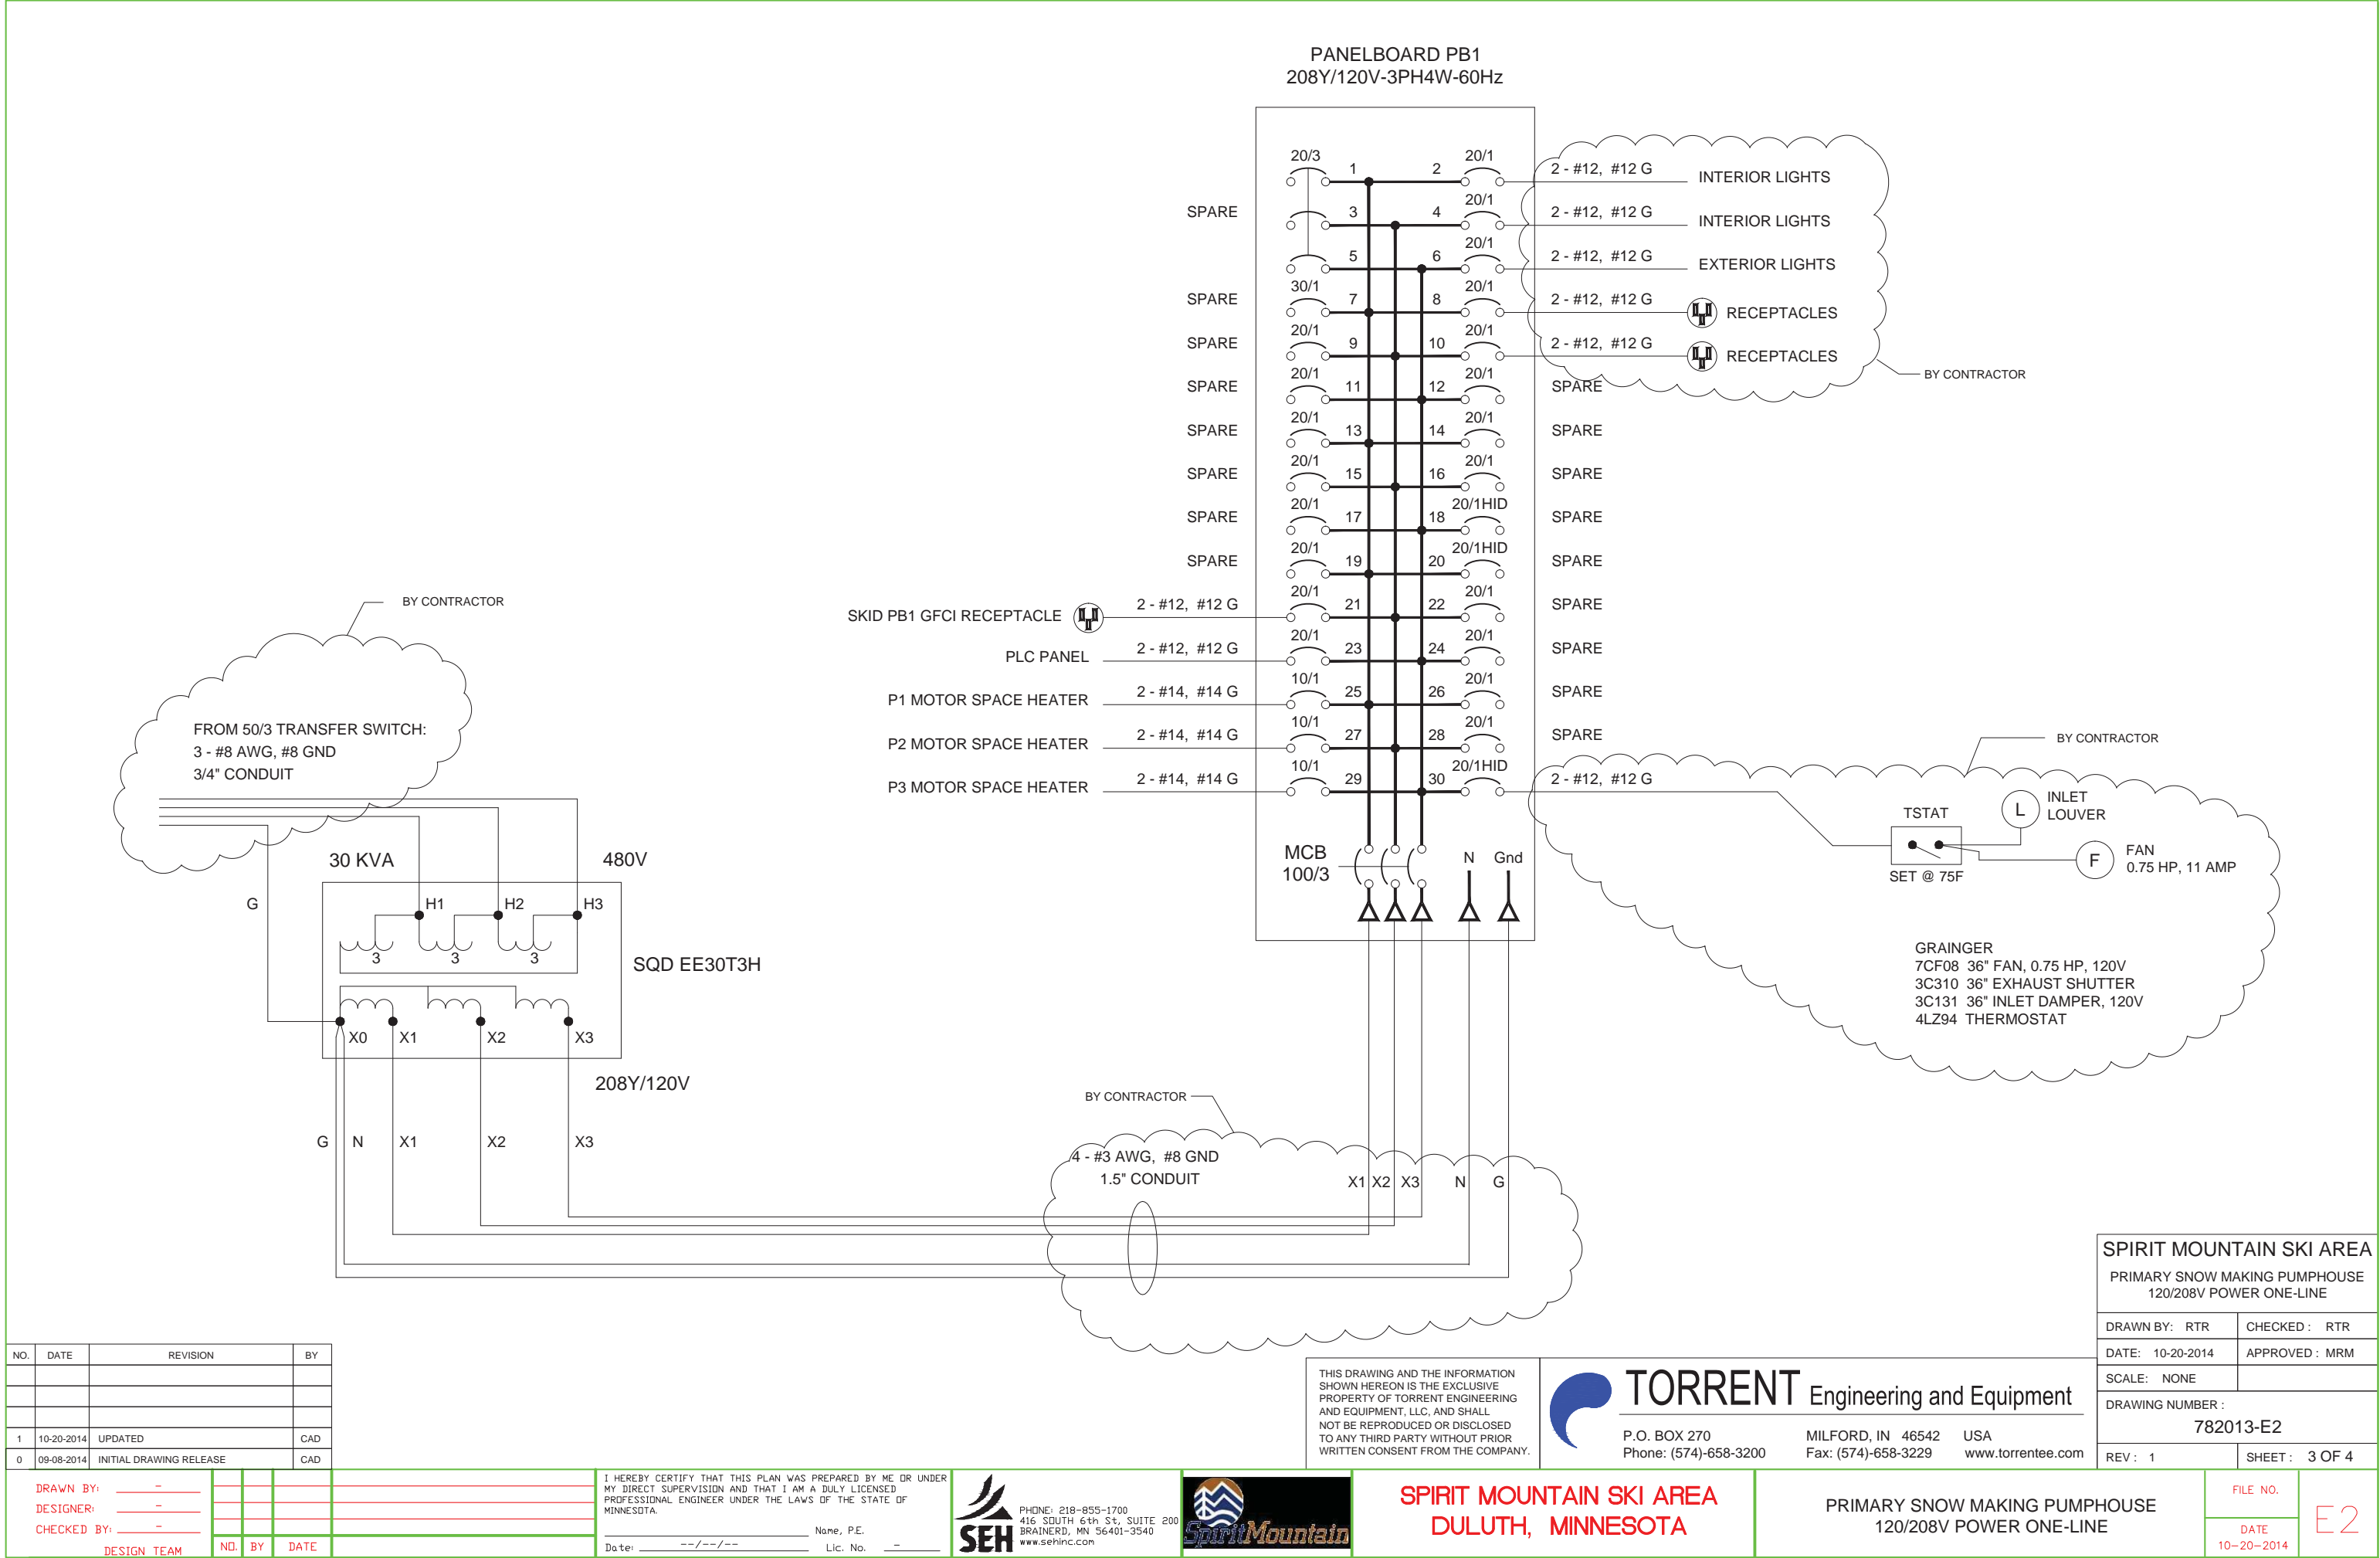 PANELBOARD PB1
208Y/120V-3PH4W-60Hz
20/3 1 2 20/1 2 - #12, #12 G INTERIOR LIGHTS
SPARE 3 4 20/1 2 - #12, #12 G INTERIOR LIGHTS
5 6 20/1 2 - #12, #12 G EXTERIOR LIGHTS
SPARE 30/1 7 8 20/1 2 - #12, #12 G RECEPTACLES
SPARE 20/1 9 10 20/1 2 - #12, #12 G RECEPTACLES
BY CONTRACTOR
SPARE 20/1 11 12 20/1 SPARE
SPARE 20/1 13 14 20/1 SPARE
SPARE 20/1 15 16 20/1 SPARE
SPARE 20/1 17 18 20/1HID SPARE
SPARE 20/1 19 20 20/1HID SPARE
SKID PB1 GFCI RECEPTACLE 2 - #12, #12 G 20/1 21 22 20/1 SPARE
PLC PANEL 2 - #12, #12 G 20/1 23 24 20/1 SPARE
P1 MOTOR SPACE HEATER 2 - #14, #14 G 10/1 25 26 20/1 SPARE
P2 MOTOR SPACE HEATER 2 - #14, #14 G 10/1 27 28 20/1 SPARE
P3 MOTOR SPACE HEATER 2 - #14, #14 G 10/1 29 30 20/1HID 2 - #12, #12 G
MCB
100/3
N Gnd
BY CONTRACTOR
TSTAT
SET @ 75F
L
INLET
LOUVER
F
FAN
0.75 HP, 11 AMP
GRAINGER
7CF08 36" FAN, 0.75 HP, 120V
3C310 36" EXHAUST SHUTTER
3C131 36" INLET DAMPER, 120V
4LZ94 THERMOSTAT
BY CONTRACTOR
FROM 50/3 TRANSFER SWITCH:
3 - #8 AWG, #8 GND
3/4" CONDUIT
30 KVA 480V
G
H1 H2 H3
3 3 3
SQD EE30T3H
X0 X1 X2 X3
208Y/120V
G N X1 X2 X3
BY CONTRACTOR
4 - #3 AWG, #8 GND
1.5" CONDUIT
X1 X2 X3 N G
SPIRIT MOUNTAIN SKI AREA
PRIMARY SNOW MAKING PUMPHOUSE
120/208V POWER ONE-LINE
DRAWN BY: RTR CHECKED : RTR
DATE: 10-20-2014 APPROVED : MRM
SCALE: NONE
DRAWING NUMBER :
782013-E2
REV : 1 SHEET : 3 OF 4
NO. DATE REVISION BY
1 10-20-2014 UPDATED CAD
0 09-08-2014 INITIAL DRAWING RELEASE CAD
THIS DRAWING AND THE INFORMATION
SHOWN HEREON IS THE EXCLUSIVE
PROPERTY OF TORRENT ENGINEERING
AND EQUIPMENT, LLC, AND SHALL
NOT BE REPRODUCED OR DISCLOSED
TO ANY THIRD PARTY WITHOUT PRIOR
WRITTEN CONSENT FROM THE COMPANY.
TORRENT Engineering and Equipment
P.O. BOX 270 MILFORD, IN 46542 USA
Phone: (574)-658-3200 Fax: (574)-658-3229 www.torrentee.com
DRAWN BY: -
DESIGNER: -
CHECKED BY: -
DESIGN TEAM
NO. BY DATE
I HEREBY CERTIFY THAT THIS PLAN WAS PREPARED BY ME OR UNDER
MY DIRECT SUPERVISION AND THAT I AM A DULY LICENSED
PROFESSIONAL ENGINEER UNDER THE LAWS OF THE STATE OF
MINNESOTA.
Name, P.E.
Date: --/--/-- Lic. No. -
SEH
PHONE: 218-855-1700
416 SOUTH 6th St, SUITE 200
BRAINERD, MN 56401-3540
www.sehinc.com
SpiritMountain
SPIRIT MOUNTAIN SKI AREA
DULUTH, MINNESOTA
PRIMARY SNOW MAKING PUMPHOUSE
120/208V POWER ONE-LINE
FILE NO.
E2
DATE
10-20-2014